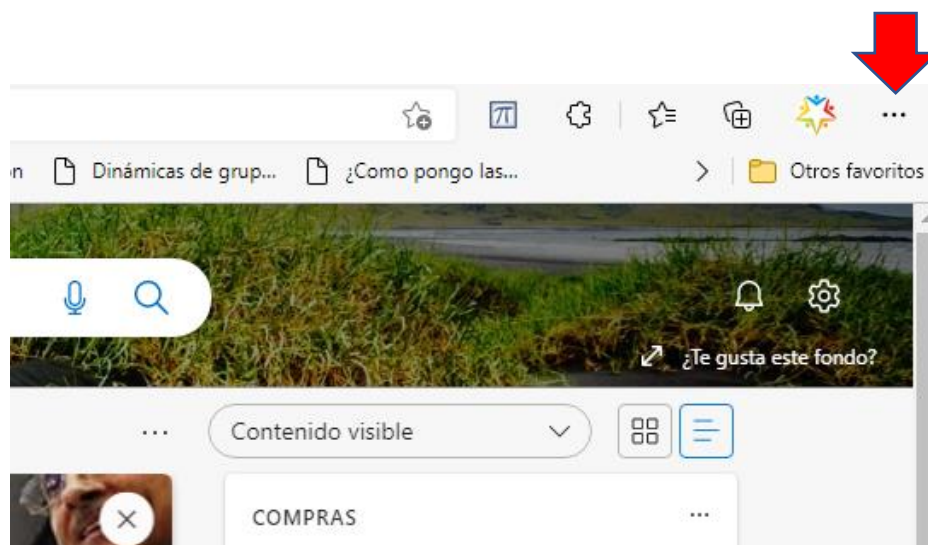 n Dinámicas de grup... ¿Como pongo las... Otros favoritos
¿Te gusta este fondo?
Contenido visible
COMPRAS